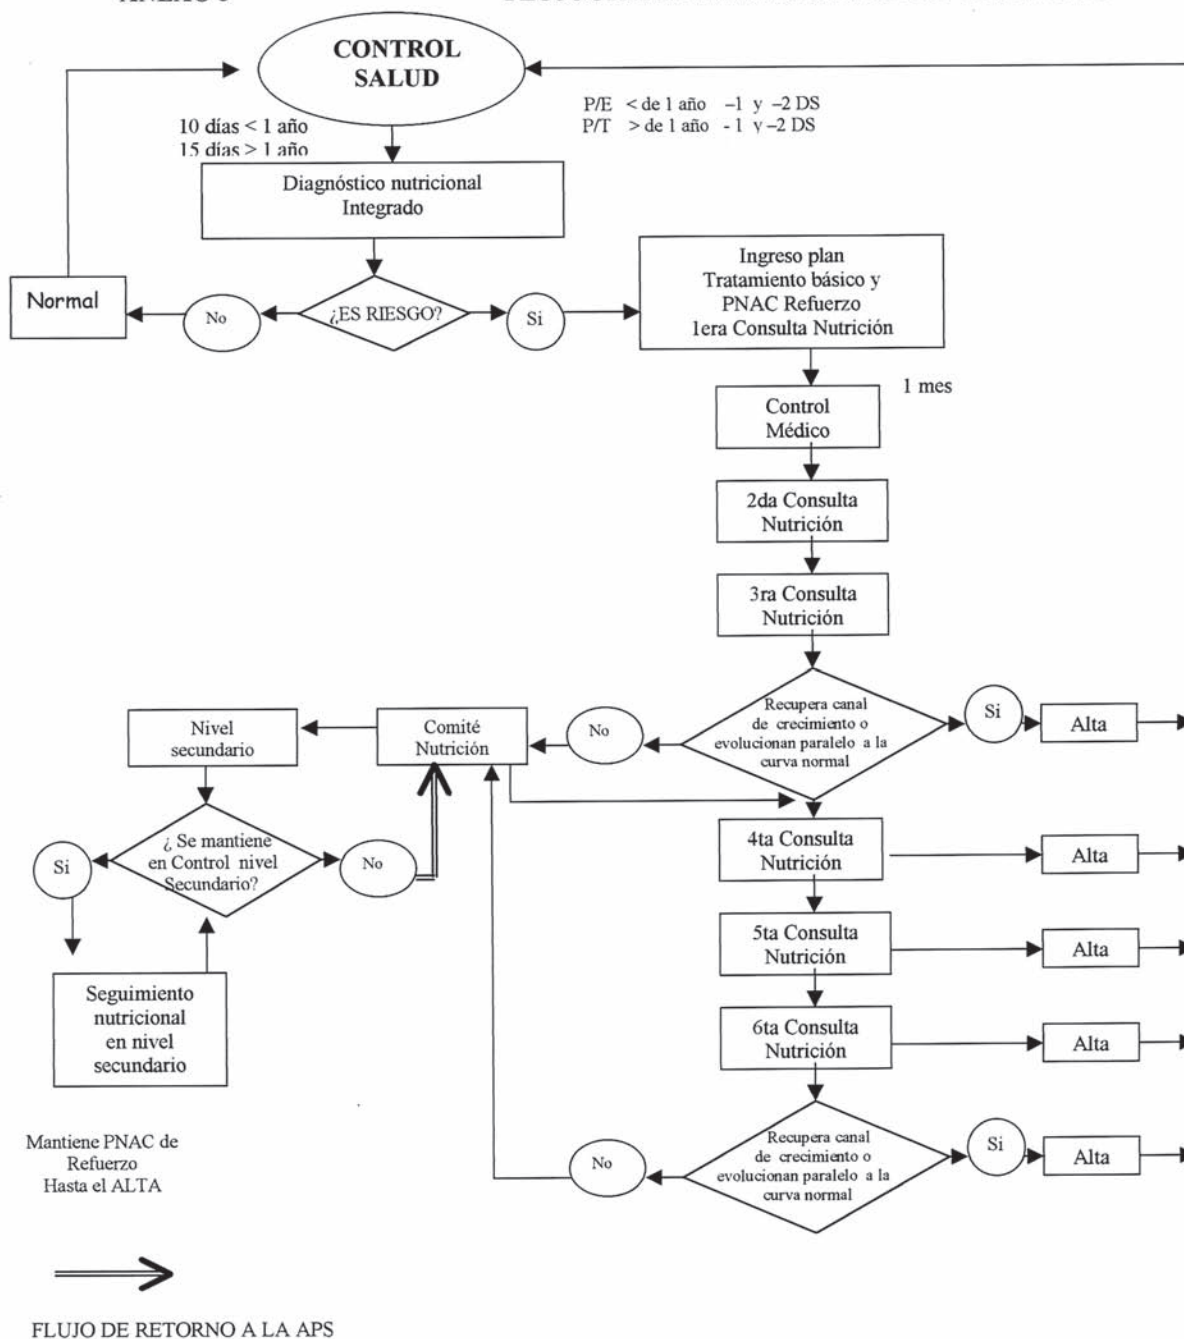 CONTROL
SALUD
P/E < de 1 año –1 y –2 DS
P/T > de 1 año - 1 y –2 DS
10 días < 1 año
15 días > 1 año
Diagnóstico nutricional
Integrado
Ingreso plan
Tratamiento básico y
PNAC Refuerzo
1era Consulta Nutrición
Normal
No
¿ES RIESGO?
Si
1 mes
Control
Médico
2da Consulta
Nutrición
3ra Consulta
Nutrición
Recupera canal
de crecimiento o
evolucionan paralelo a la
curva normal
Si
Alta
No
Comité
Nutrición
Nivel
secundario
¿ Se mantiene
en Control nivel
Secundario?
Si
No
4ta Consulta
Nutrición
Alta
5ta Consulta
Nutrición
Alta
Seguimiento
nutricional
en nivel
secundario
6ta Consulta
Nutrición
Alta
Recupera canal
de crecimiento o
evolucionan paralelo a la
curva normal
Si
Alta
No
Mantiene PNAC de
Refuerzo
Hasta el ALTA
FLUJO DE RETORNO A LA APS